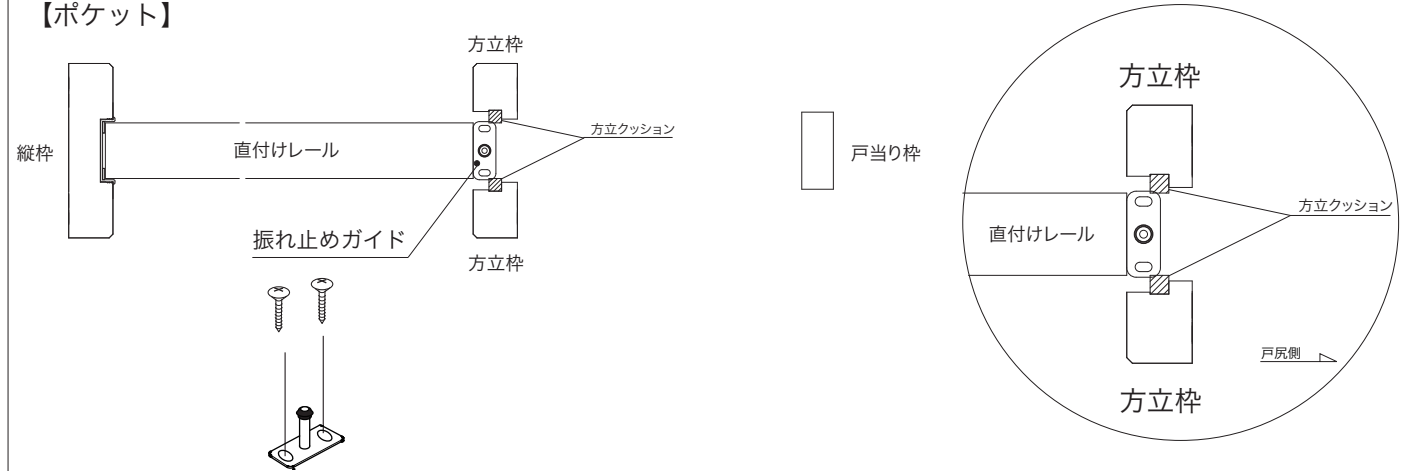 【ポケット】
方立枠
方立クッション
縦枠
直付けレール
戸当り枠
振れ止めガイド
方立枠
方立枠
方立クッション
直付けレール
戸尻側
方立枠